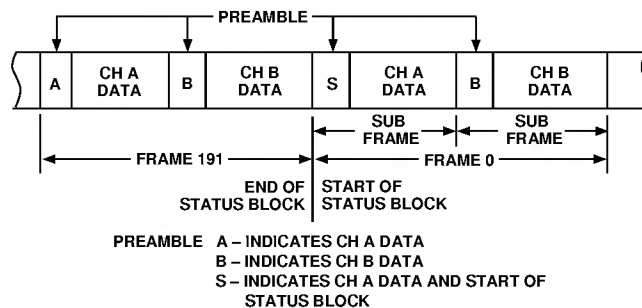 PREAMBLE
A
CH A
DATA
B
CH B
DATA
S
CH A
DATA
B
CH B
DATA
SUB
FRAME
SUB
FRAME
FRAME 191
FRAME 0
END OF
STATUS BLOCK
START OF
STATUS BLOCK
PREAMBLE A – INDICATES CH A DATA
B – INDICATES CH B DATA
S – INDICATES CH A DATA AND START OF
STATUS BLOCK